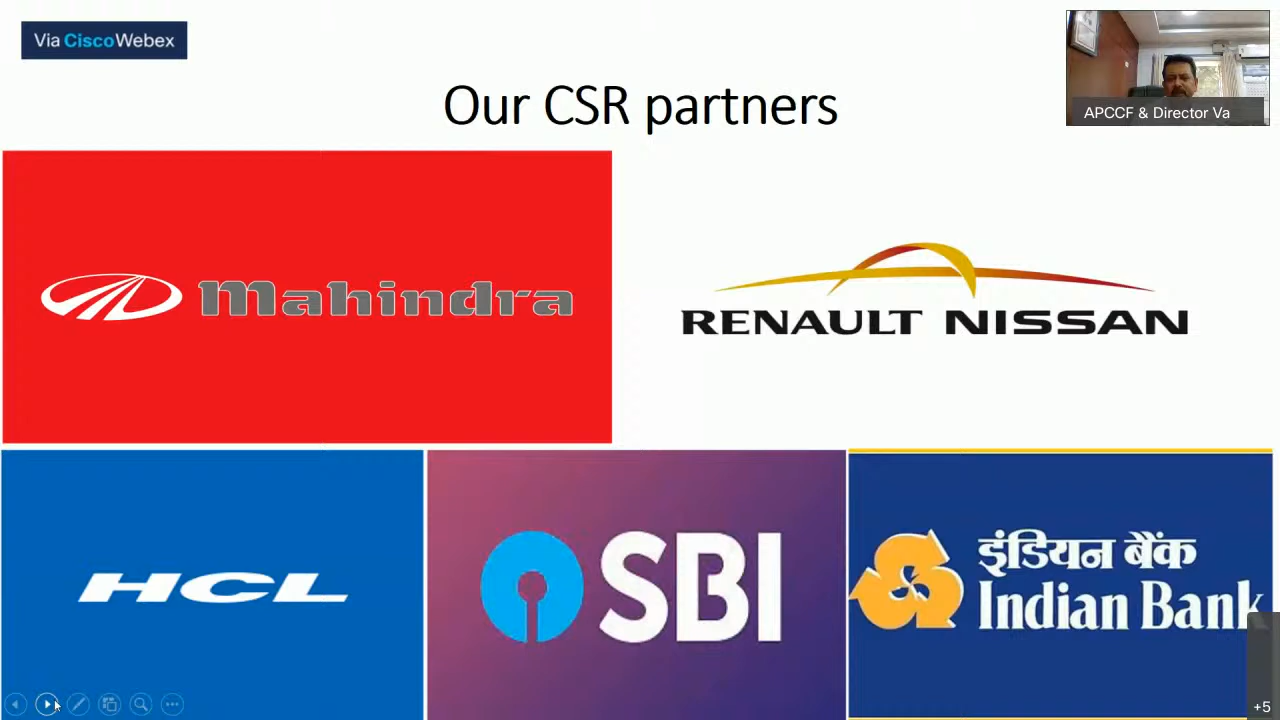 Via CiscoWebex
APCCF & Director Va
Our CSR partners
Mahindra
RENAULT NISSAN
HCL
SBI
इंडियन बैंक
Indian Bank
+5